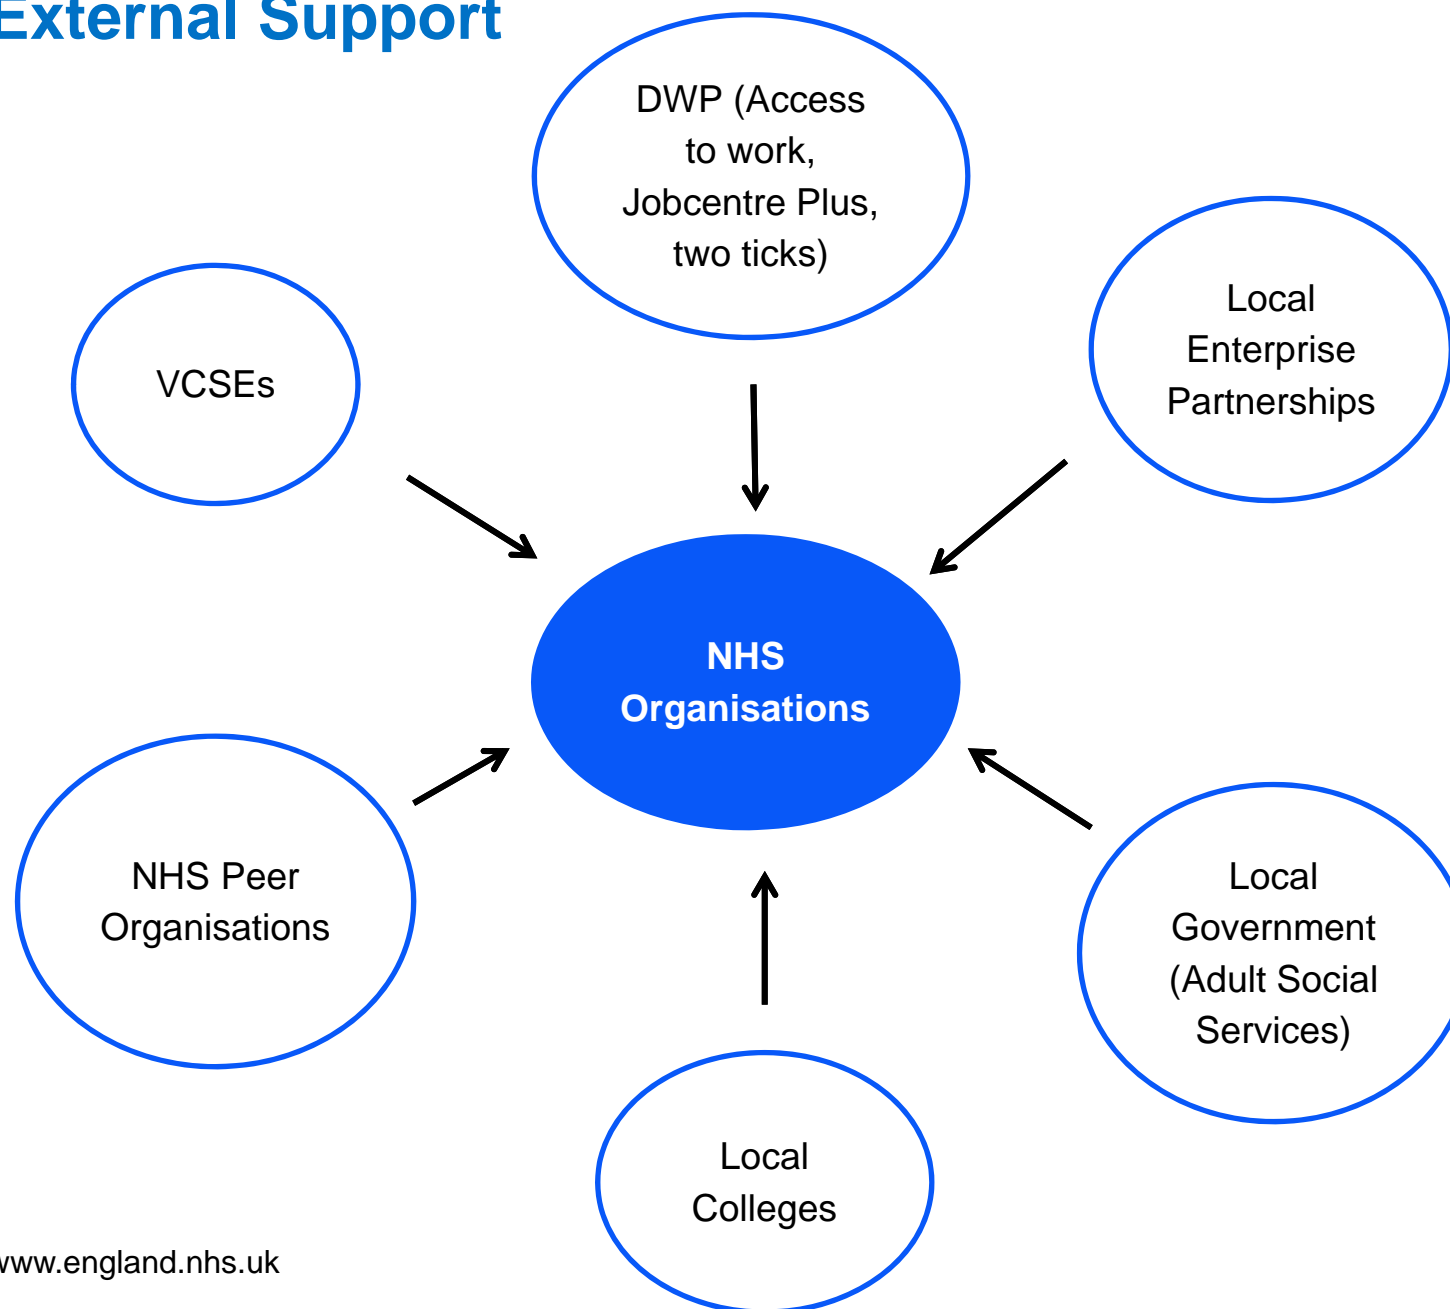 External Support
DWP (Access
to work,
Jobcentre Plus,
two ticks)
Local
Enterprise
Partnerships
VCSEs
NHS
Organisations
NHS Peer
Organisations
Local
Government
(Adult Social
Services)
Local
Colleges
www.england.nhs.uk